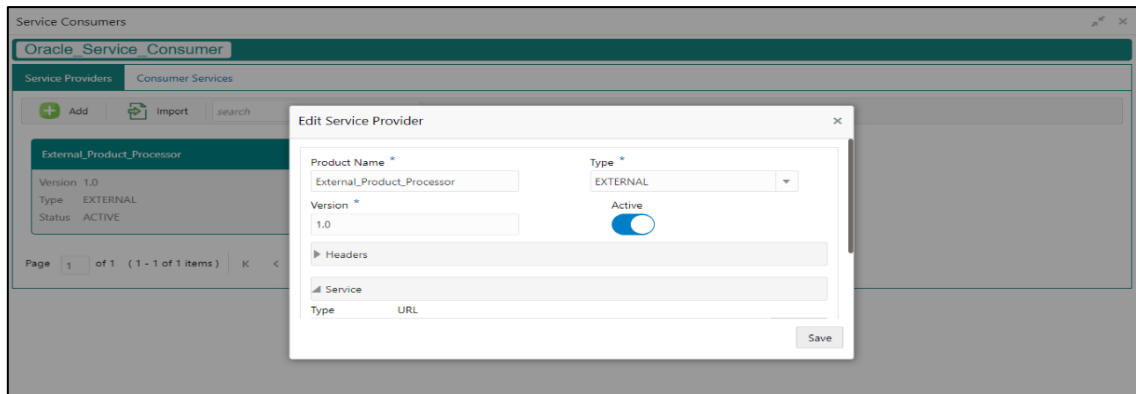 Service Consumers
Oracle_Service_Consumer
Service Providers Consumer Services
Add Import search
External_Product_Processor
Version 1.0
Type EXTERNAL
Status ACTIVE
Page 1 of 1 (1 - 1 of 1 items)
Edit Service Provider
Product Name * Type *
External_Product_Processor EXTERNAL
Version * Active
1.0
Headers
Service
Type URL
Save